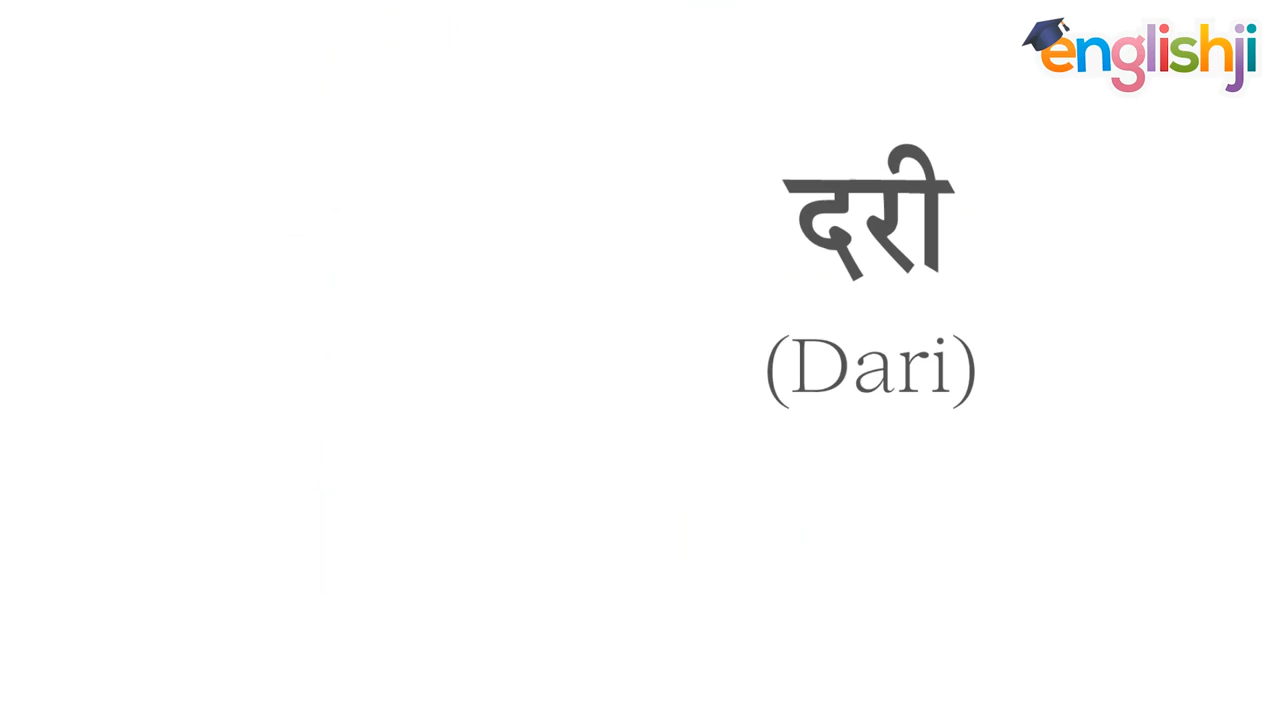 englishji
दरी
(Dari)